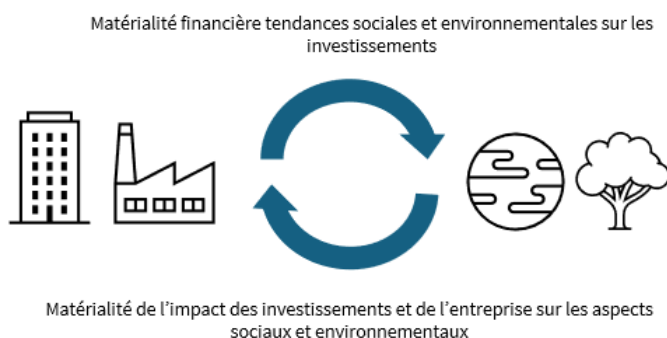 Matérialité financière tendances sociales et environnementales sur les
investissements
Matérialité de l'impact des investissements et de l'entreprise sur les aspects
sociaux et environnementaux